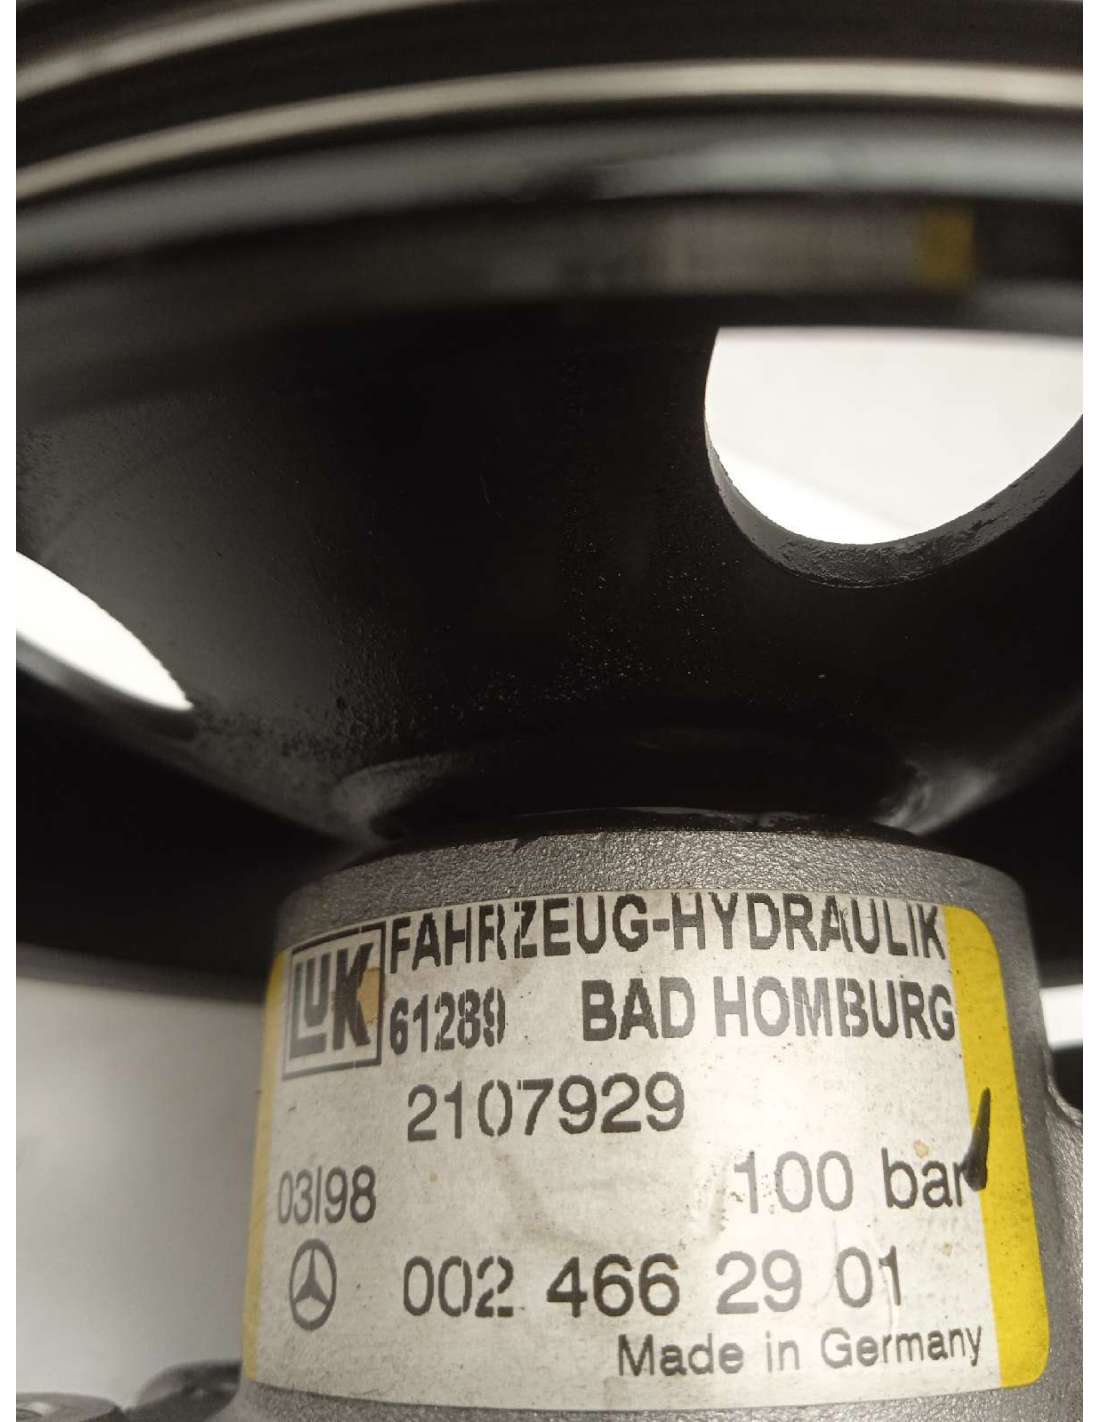 LUK FAHRZEUG-HYDRAULIK
61289 BAD HOMBURG
2107929
03/98 100 bar
002 466 29 01
Made in Germany